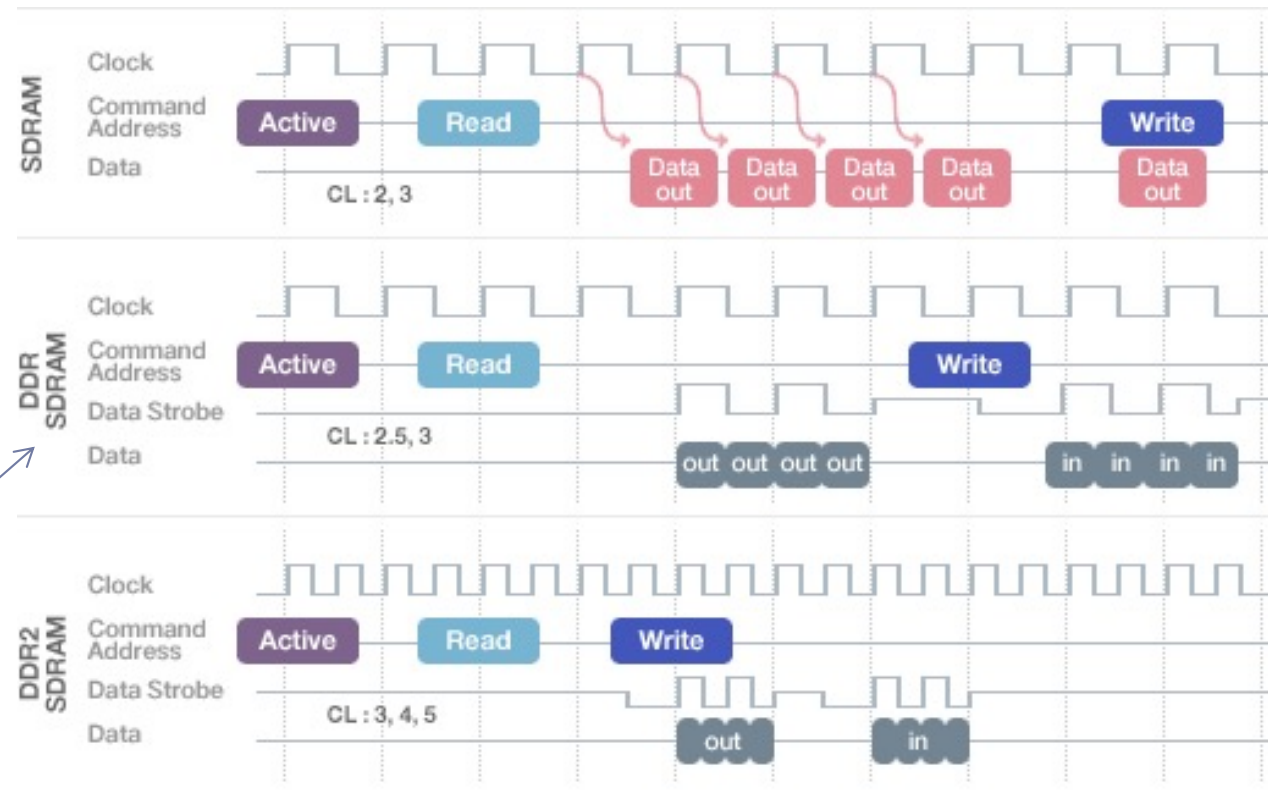 SDRAM
Clock
Command
Address
Active
Read
Write
Data
Data
out
Data
out
Data
out
Data
out
Data
out
CL : 2, 3
DDR
SDRAM
Clock
Command
Address
Active
Read
Write
Data Strobe
CL : 2.5, 3
Data
out out out out
in in in in
DDR2
SDRAM
Clock
Command
Address
Active
Read
Write
Data Strobe
CL : 3, 4, 5
Data
out
in